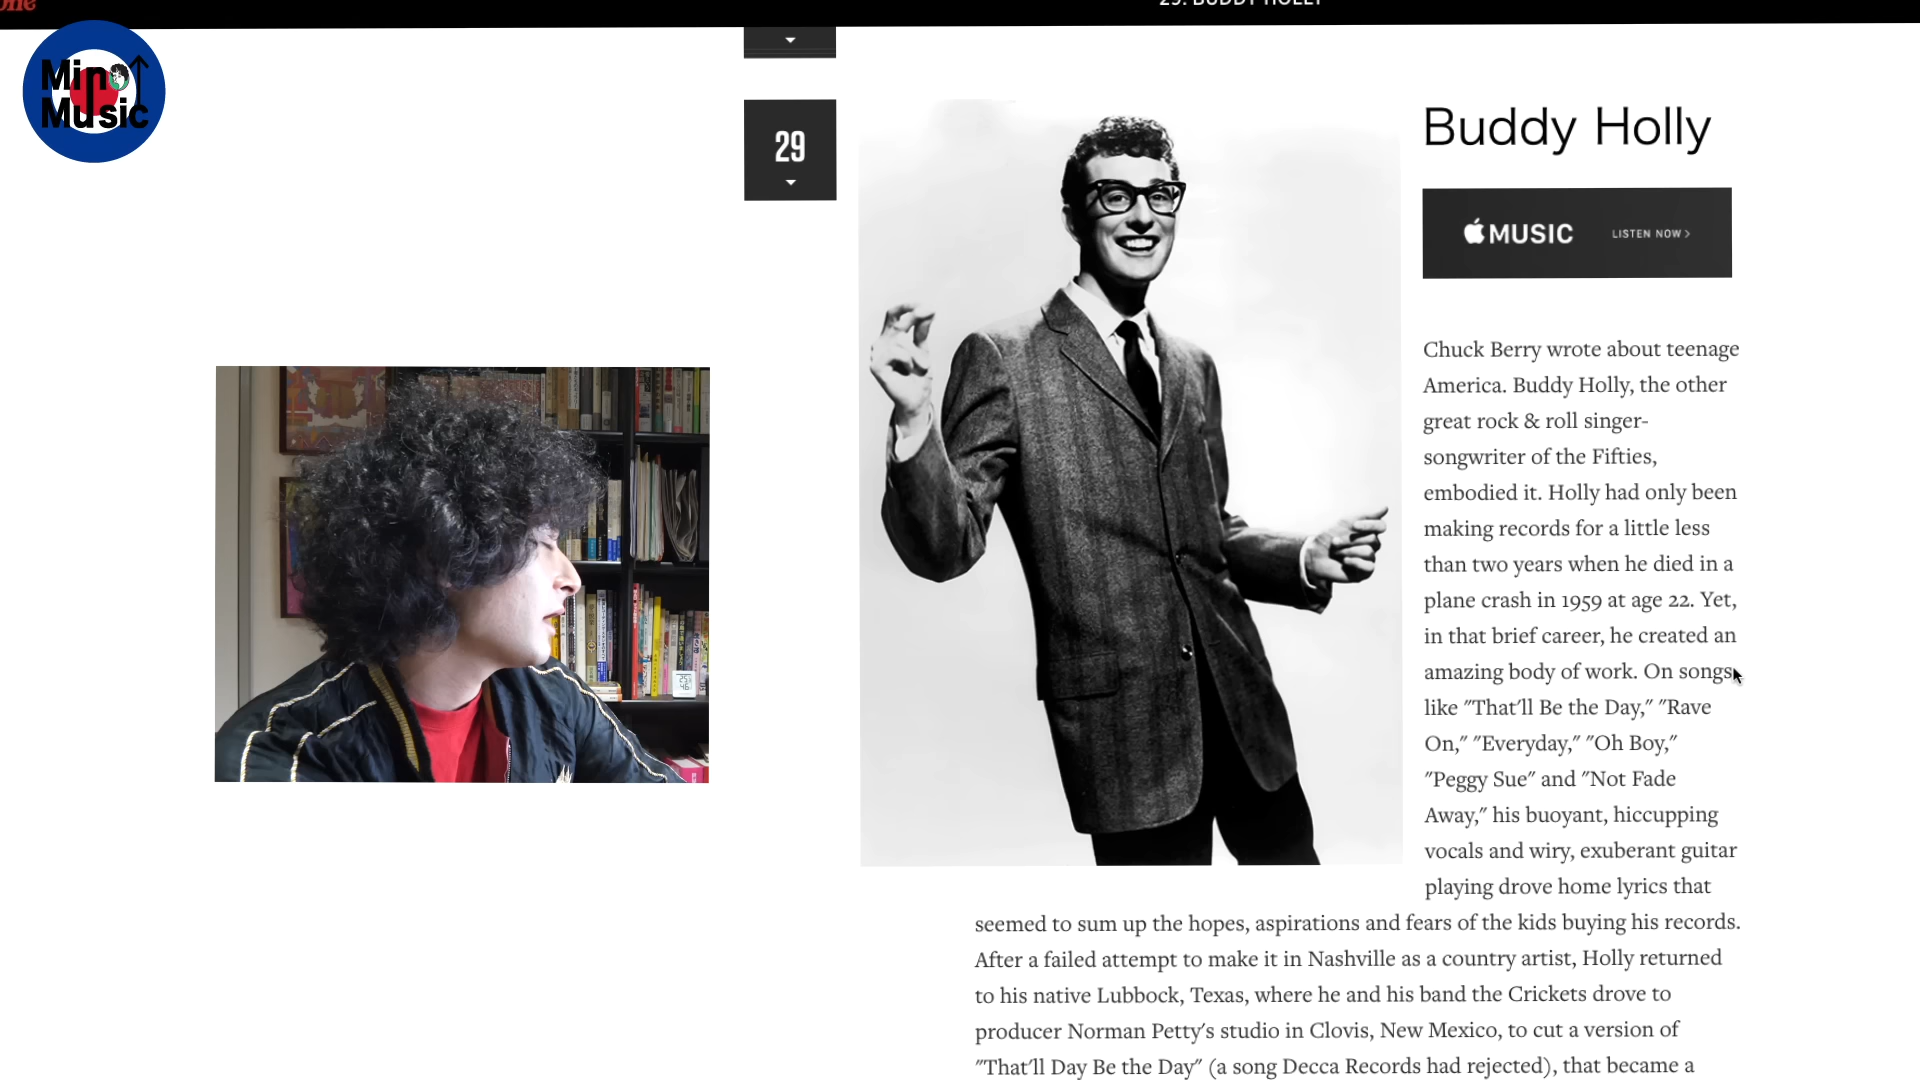 one
29. BUDDY HOLLY
Min
Music
29
Buddy Holly
MUSIC LISTEN NOW >
Chuck Berry wrote about teenage
America. Buddy Holly, the other
great rock & roll singer-
songwriter of the Fifties,
embodied it. Holly had only been
making records for a little less
than two years when he died in a
plane crash in 1959 at age 22. Yet,
in that brief career, he created an
amazing body of work. On songs
like "That'll Be the Day," "Rave
On," "Everyday," "Oh Boy,"
"Peggy Sue" and "Not Fade
Away," his buoyant, hiccupping
vocals and wiry, exuberant guitar
playing drove home lyrics that
seemed to sum up the hopes, aspirations and fears of the kids buying his records.
After a failed attempt to make it in Nashville as a country artist, Holly returned
to his native Lubbock, Texas, where he and his band the Crickets drove to
producer Norman Petty's studio in Clovis, New Mexico, to cut a version of
"That'll Day Be the Day" (a song Decca Records had rejected), that became a